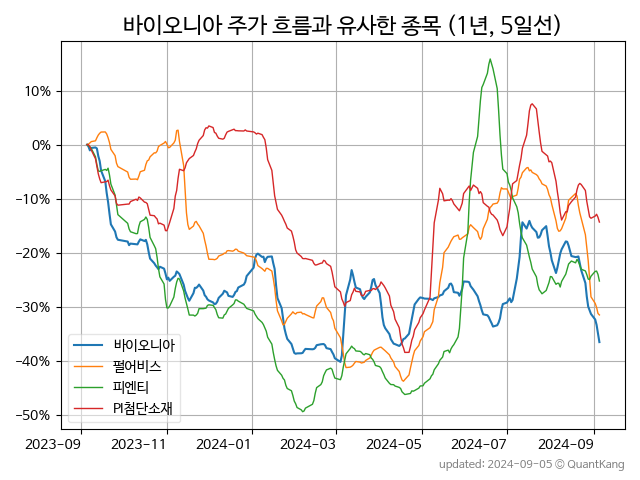 바이오니아 주가 흐름과 유사한 종목 (1년, 5일선)
10%
0%
−10%
−20%
−30%
−40%
−50%
바이오니아
펄어비스
피엔티
PI첨단소재
2023-09
2023-11
2024-01
2024-03
2024-05
2024-07
2024-09
updated: 2024-09-05 © QuantKang